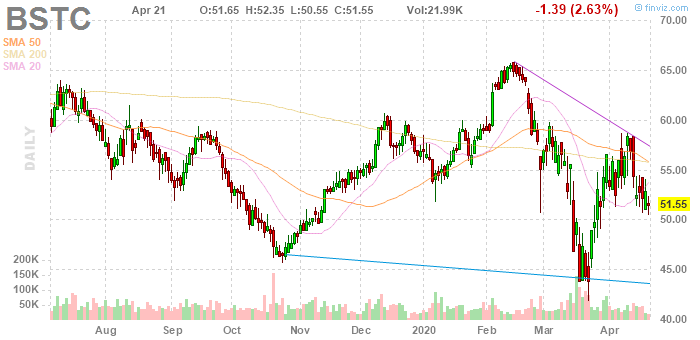 BSTC Apr 21 O:51.65 H:52.35 L:50.55 C:51.55 Vol:21.99K -1.39 (2.63%)
© finviz.com
SMA 50
SMA 200
SMA 20
DAILY
70.00
65.00
60.00
55.00
51.55
50.00
45.00
40.00
200K
150K
100K
50K
Aug Sep Oct Nov Dec 2020 Feb Mar Apr